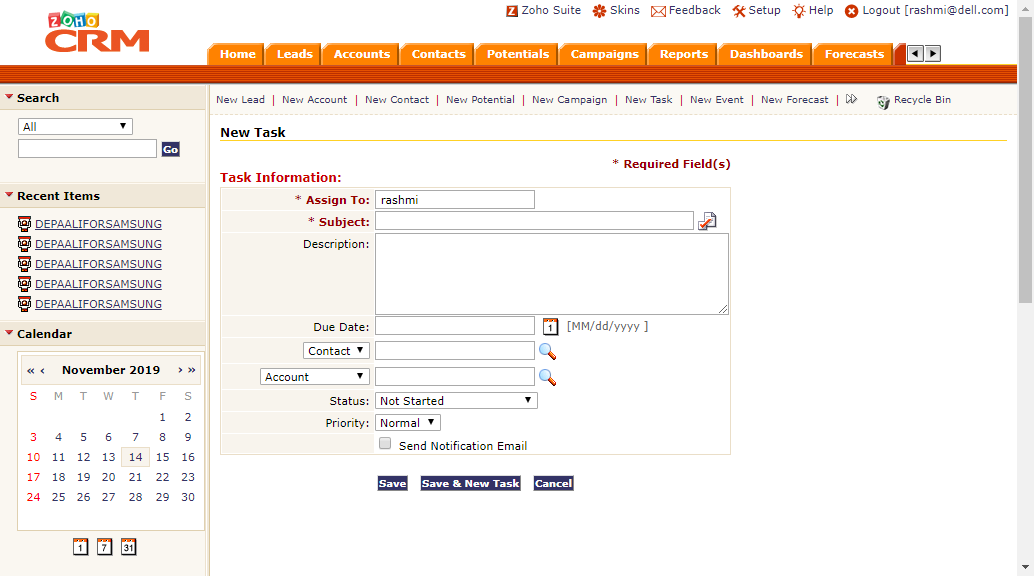 ZOHO CRM
Zoho Suite Skins Feedback Setup Help Logout [rashmi@dell.com]
Home Leads Accounts Contacts Potentials Campaigns Reports Dashboards Forecasts
Search
All
Go
Recent Items
DEPAALIFORSAMSUNG
DEPAALIFORSAMSUNG
DEPAALIFORSAMSUNG
DEPAALIFORSAMSUNG
DEPAALIFORSAMSUNG
Calendar
« ‹ November 2019 › »
S M T W T F S
1 2
3 4 5 6 7 8 9
10 11 12 13 14 15 16
17 18 19 20 21 22 23
24 25 26 27 28 29 30
1 7 31
New Lead | New Account | New Contact | New Potential | New Campaign | New Task | New Event | New Forecast | Recycle Bin
New Task
* Required Field(s)
Task Information:
* Assign To: rashmi
* Subject:
Description:
Due Date: 1 [MM/dd/yyyy ]
Contact
Account
Status: Not Started
Priority: Normal
Send Notification Email
Save Save & New Task Cancel